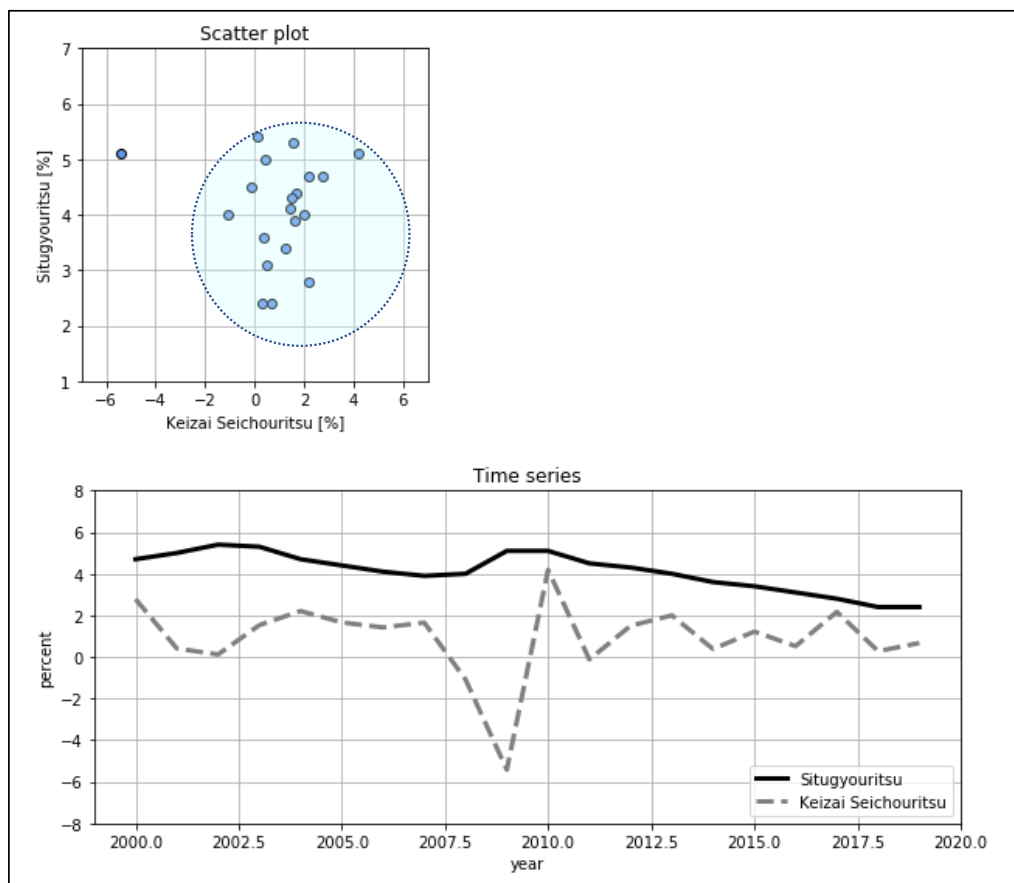 Scatter plot
7
6
5
4
3
2
1
Situgyouritsu [%]
−6 −4 −2 0 2 4 6
Keizai Seichouritsu [%]
Time series
8
6
4
2
0
−2
−4
−6
−8
percent
Situgyouritsu
Keizai Seichouritsu
2000.0 2002.5 2005.0 2007.5 2010.0 2012.5 2015.0 2017.5 2020.0
year